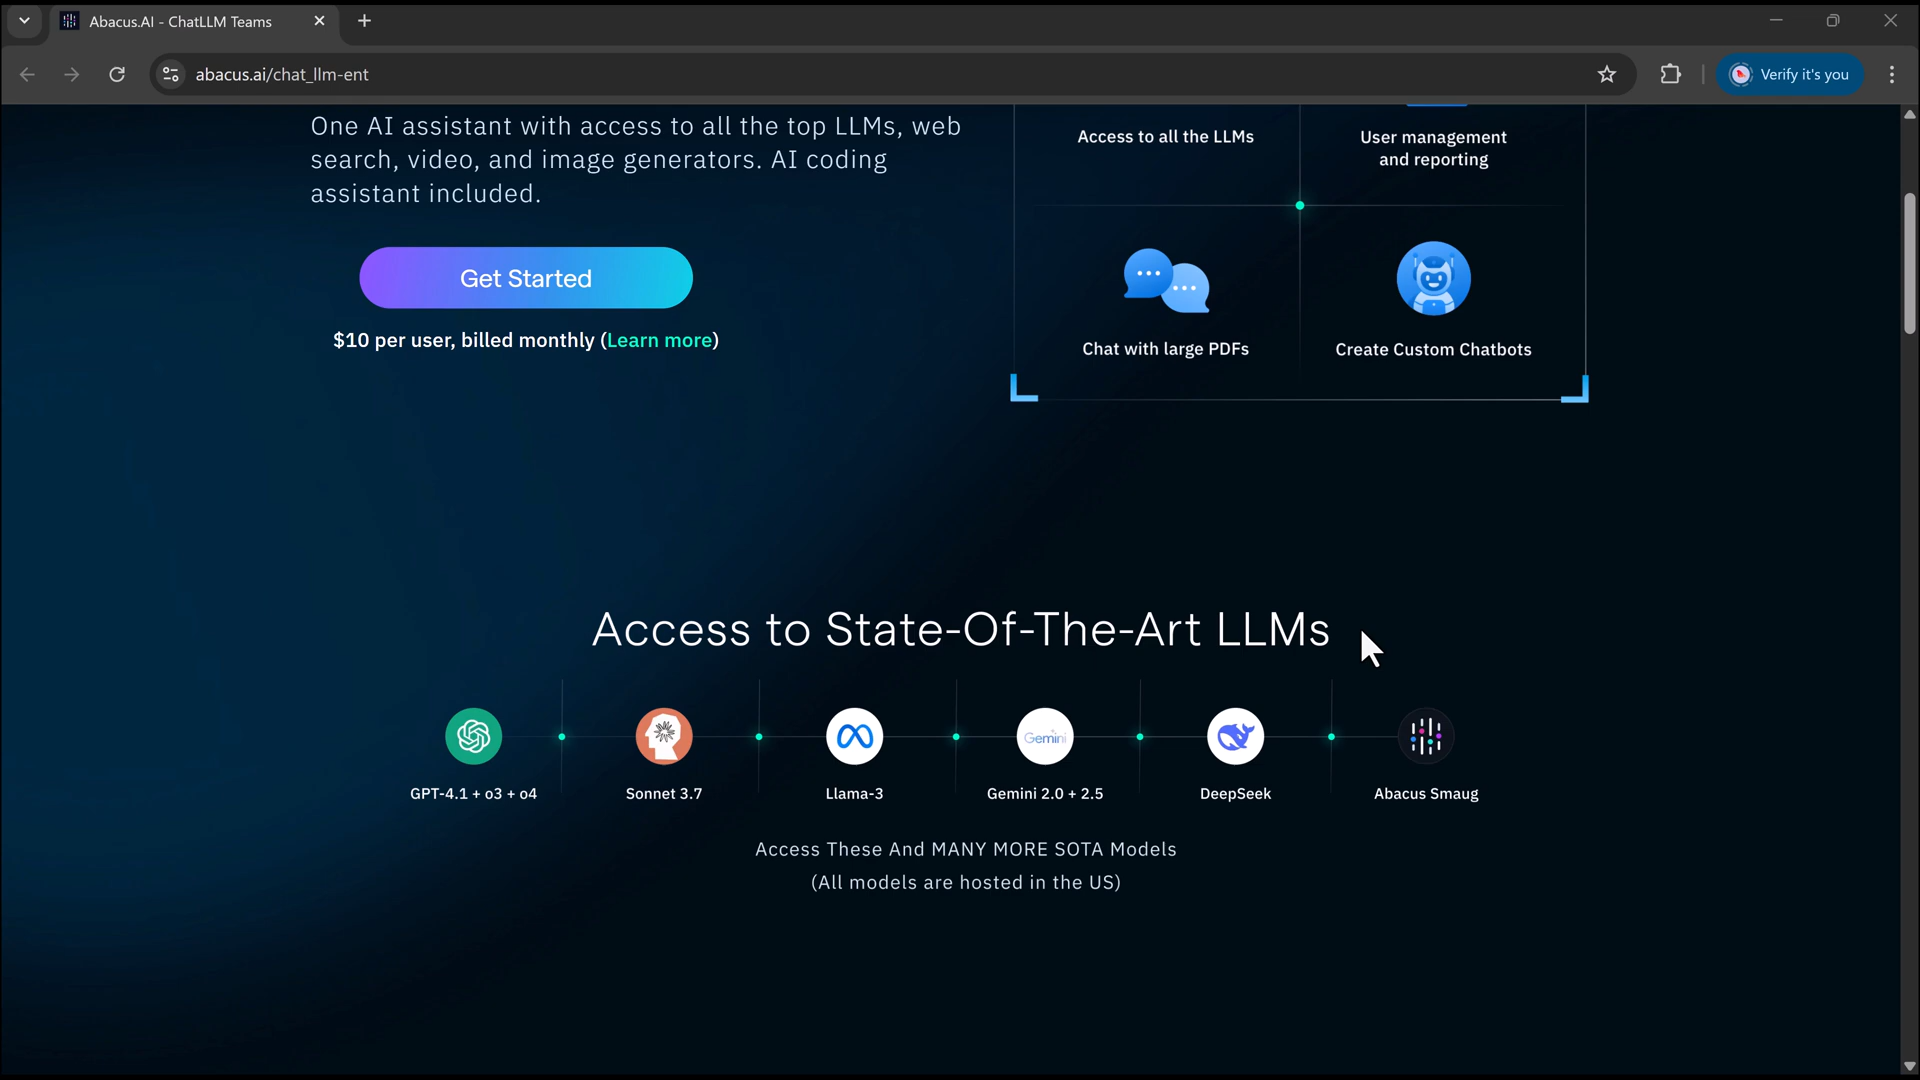 Abacus.AI - ChatLLM Teams
abacus.ai/chat_llm-ent
Verify it's you
One AI assistant with access to all the top LLMs, web
search, video, and image generators. AI coding
assistant included.
Get Started
$10 per user, billed monthly (Learn more)
Access to all the LLMs
User management
and reporting
Chat with large PDFs
Create Custom Chatbots
Access to State-Of-The-Art LLMs
Gemini
GPT-4.1 + o3 + o4
Sonnet 3.7
Llama-3
Gemini 2.0 + 2.5
DeepSeek
Abacus Smaug
Access These And MANY MORE SOTA Models
(All models are hosted in the US)